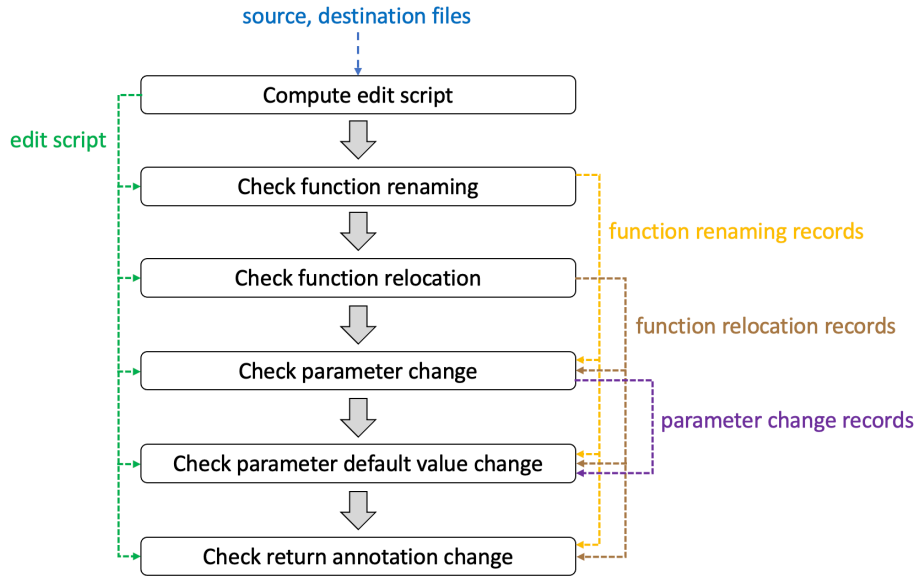 source, destination files
Compute edit script
edit script
Check function renaming
function renaming records
Check function relocation
function relocation records
Check parameter change
parameter change records
Check parameter default value change
Check return annotation change